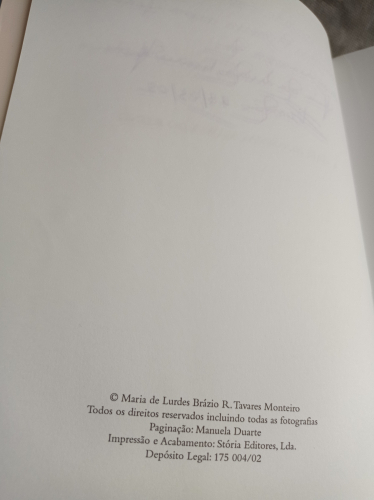 © Maria de Lurdes Brázio R. Tavares Monteiro
Todos os direitos reservados incluindo todas as fotografias
Paginação: Manuela Duarte
Impressão e Acabamento: Stória Editores, Lda.
Depósito Legal: 175 004/02